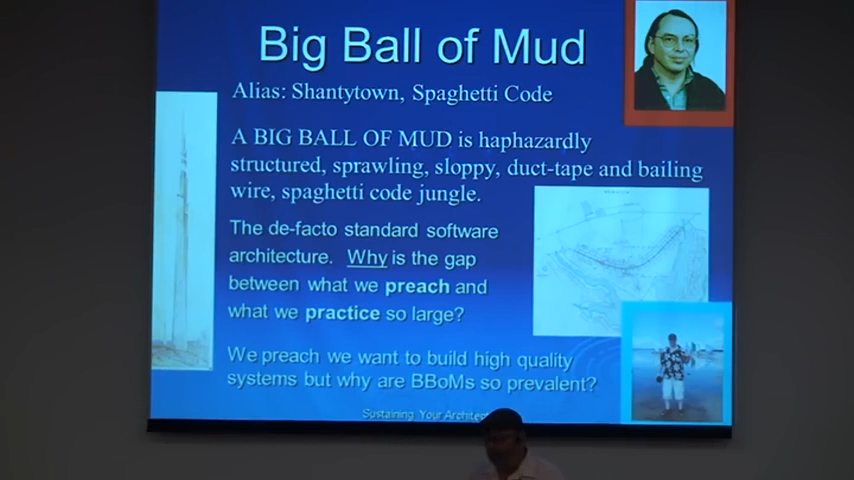 Big Ball of Mud
Alias: Shantytown, Spaghetti Code
A BIG BALL OF MUD is haphazardly
structured, sprawling, sloppy, duct-tape and bailing
wire, spaghetti code jungle.
The de-facto standard software
architecture. Why is the gap
between what we preach and
what we practice so large?
We preach we want to build high quality
systems but why are BBoMs so prevalent?
Sustaining Your Architect